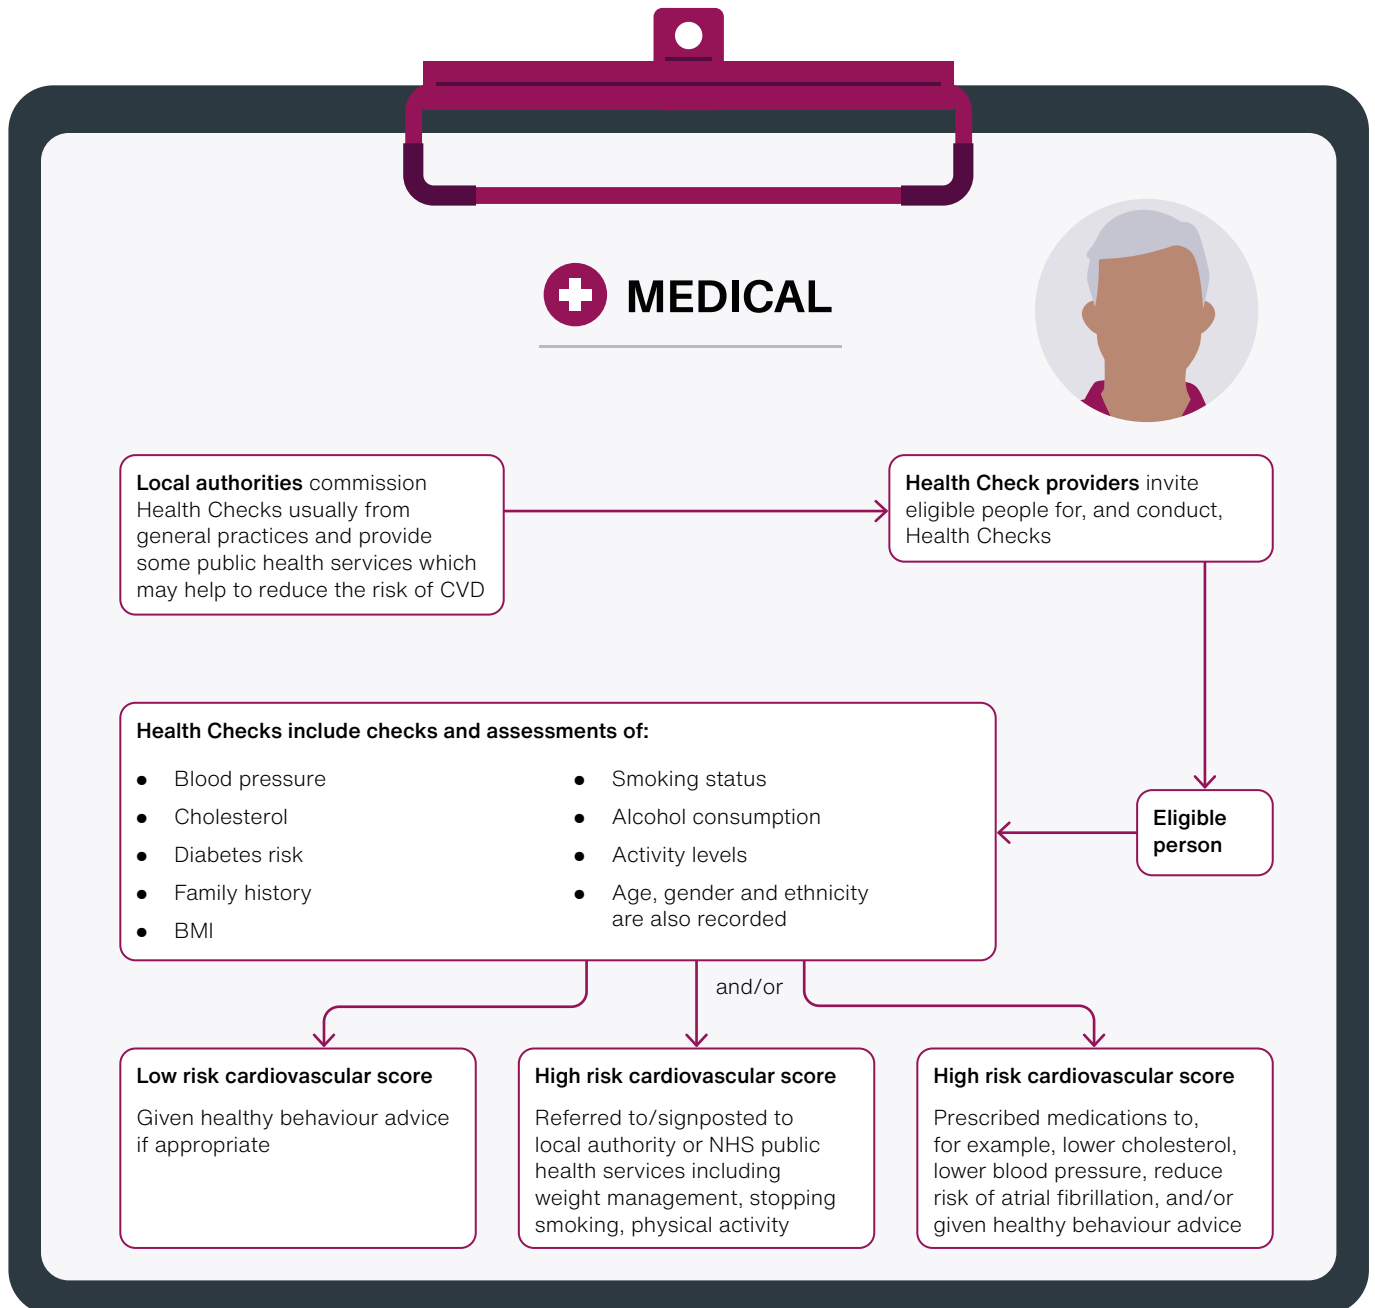 MEDICAL
Local authorities commission
Health Checks usually from
general practices and provide
some public health services which
may help to reduce the risk of CVD
Health Check providers invite
eligible people for, and conduct,
Health Checks
Eligible
person
Health Checks include checks and assessments of:
● Blood pressure
● Cholesterol
● Diabetes risk
● Family history
● BMI
● Smoking status
● Alcohol consumption
● Activity levels
● Age, gender and ethnicity
are also recorded
and/or
Low risk cardiovascular score
Given healthy behaviour advice
if appropriate
High risk cardiovascular score
Referred to/signposted to
local authority or NHS public
health services including
weight management, stopping
smoking, physical activity
High risk cardiovascular score
Prescribed medications to,
for example, lower cholesterol,
lower blood pressure, reduce
risk of atrial fibrillation, and/or
given healthy behaviour advice